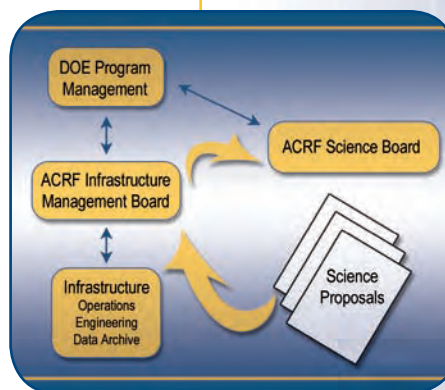 DOE Program
Management
ACRF Science Board
ACRF Infrastructure
Management Board
Infrastructure
Operations
Engineering
Data Archive
Science
Proposals